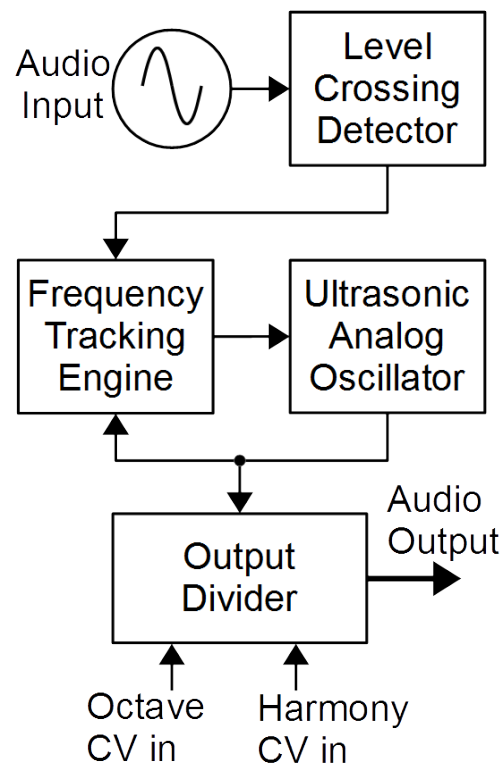 Audio
Input
Level
Crossing
Detector
Frequency
Tracking
Engine
Ultrasonic
Analog
Oscillator
Audio
Output
Output
Divider
Octave
CV in
Harmony
CV in